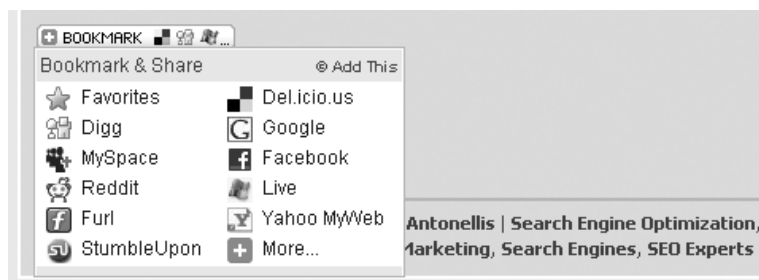 BOOKMARK ...
Bookmark & Share © Add This
Favorites Del.icio.us
Digg Google
MySpace Facebook
Reddit Live
Furl Yahoo MyWeb
StumbleUpon More...
Antonellis | Search Engine Optimization,
Marketing, Search Engines, SEO Experts